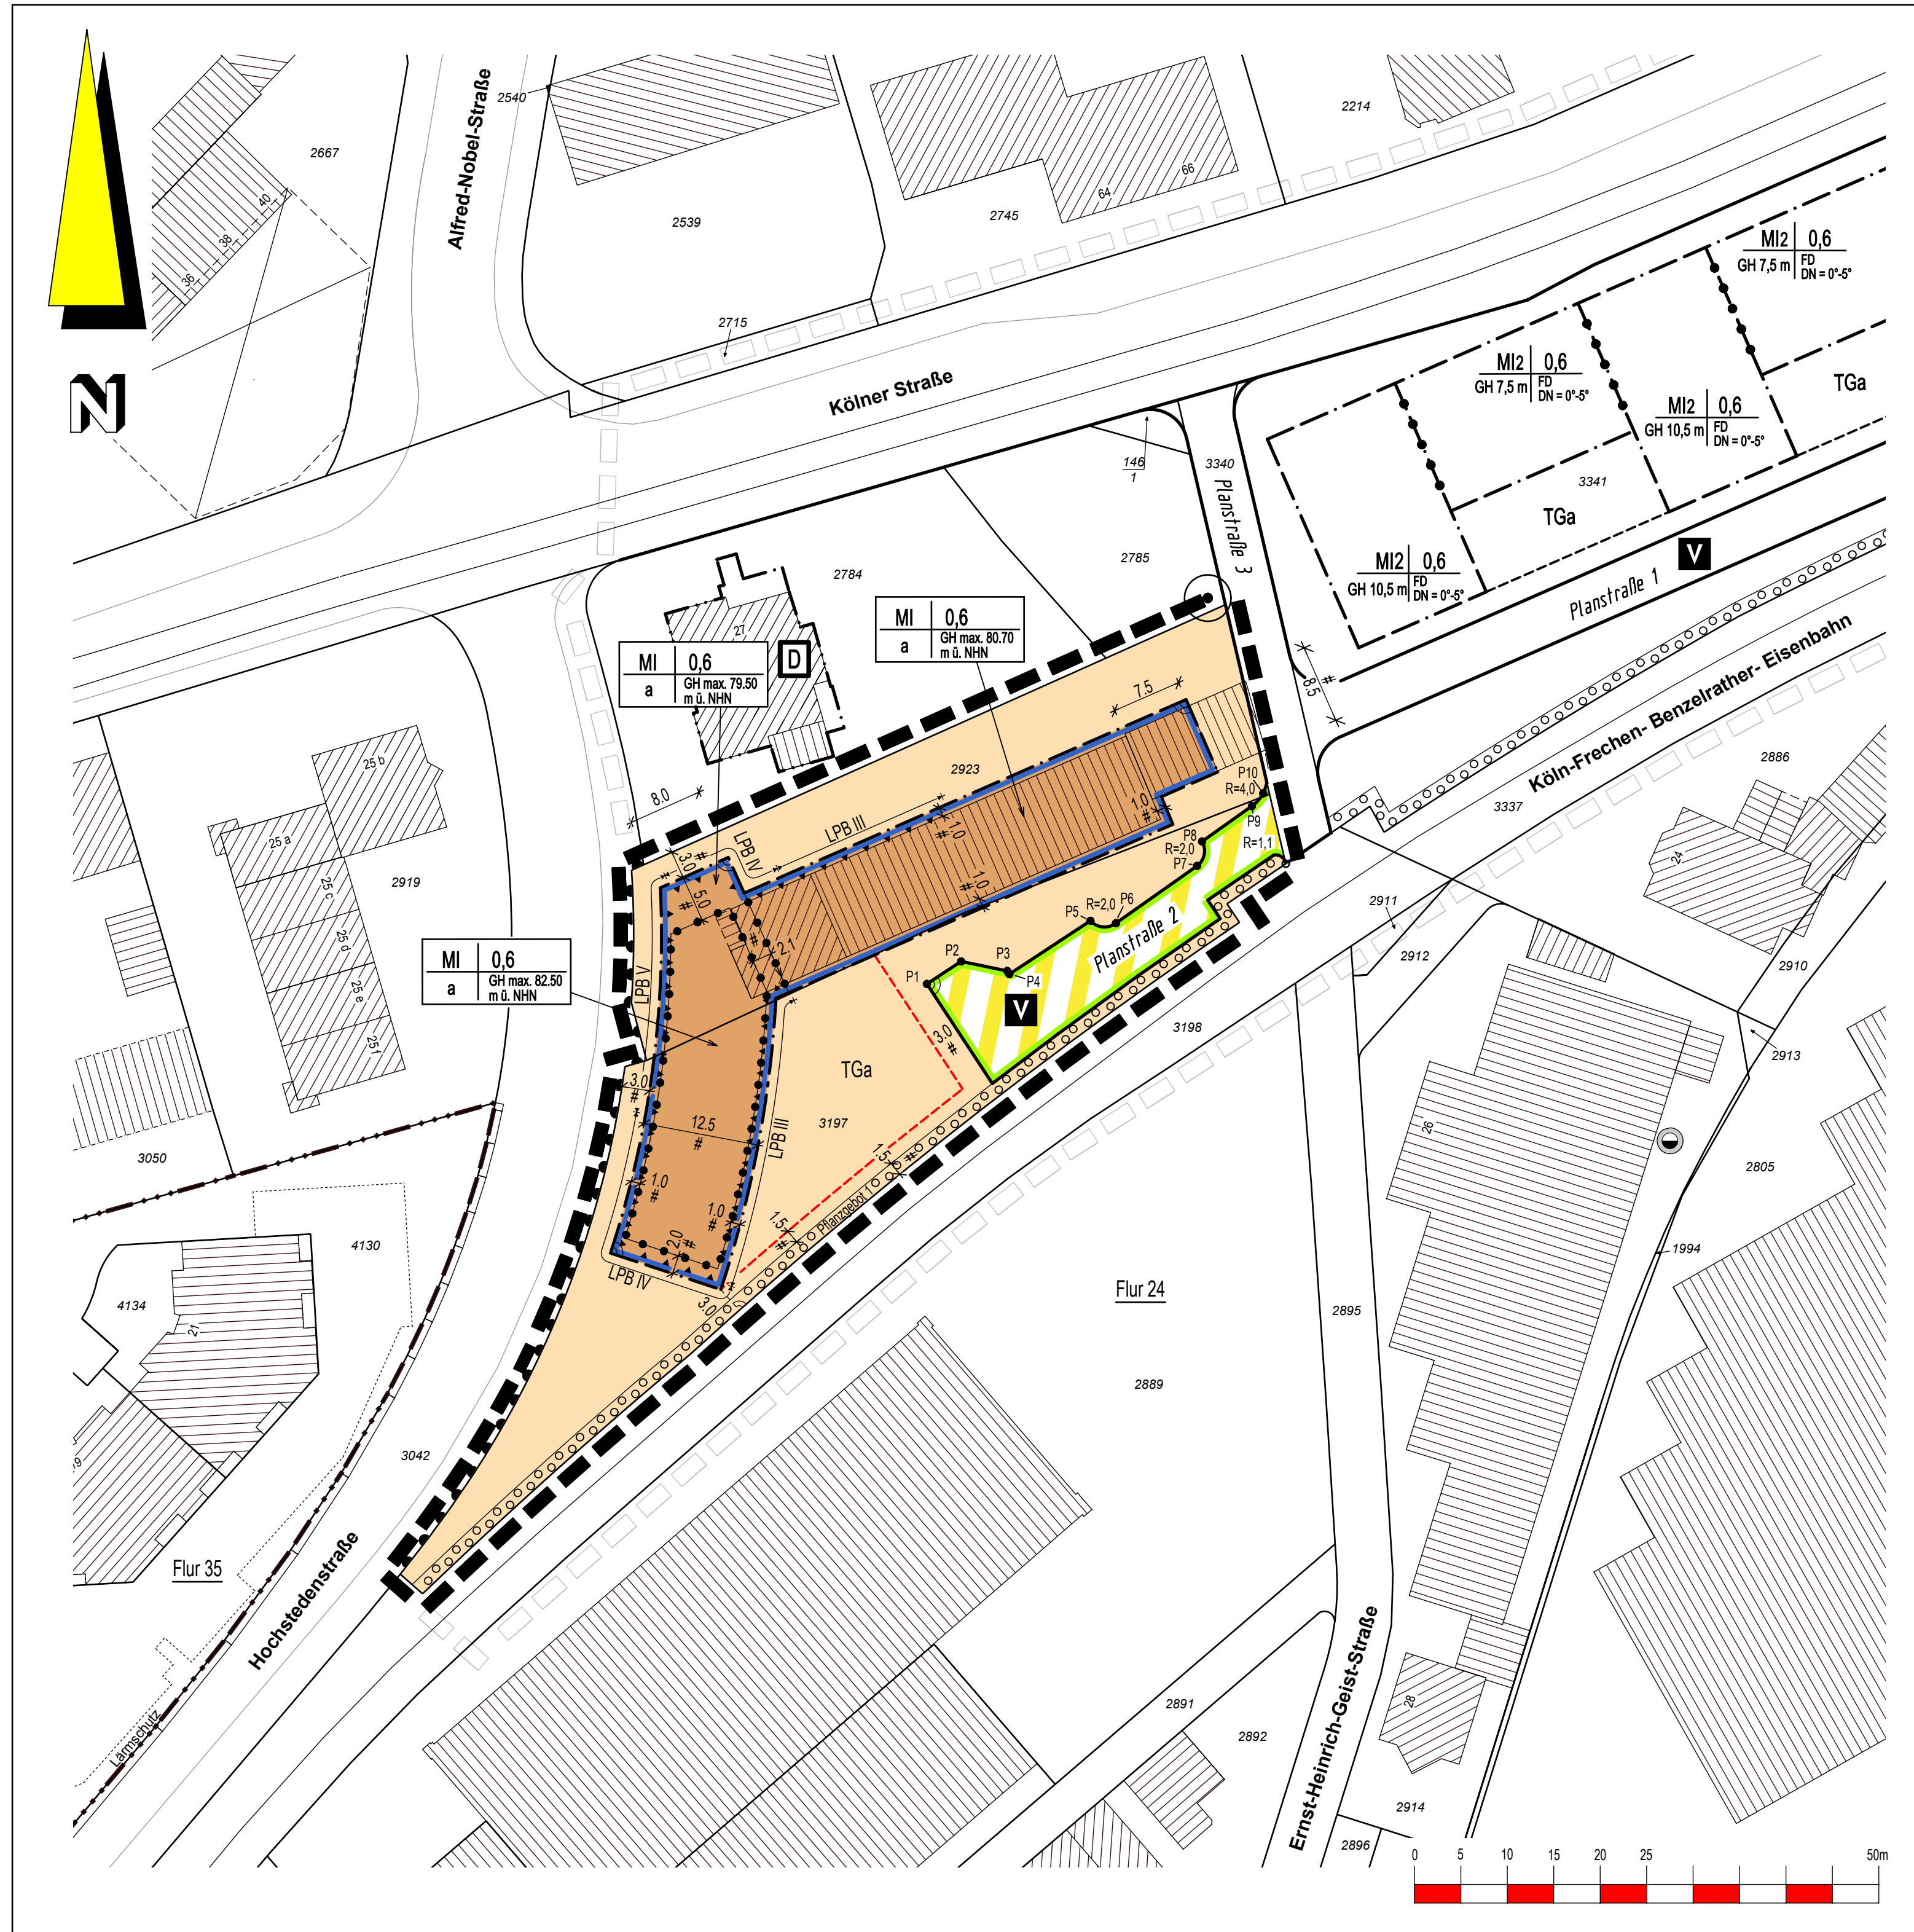 N
2667
40
38
36
Alfred-Nobel-Straße
2540
2539
2715
2745
64
66
2214
Kölner Straße
MI2 0,6
GH 7,5 m FD
DN = 0°-5°
MI2 0,6
GH 7,5 m FD
DN = 0°-5°
MI2 0,6
GH 10,5 m FD
DN = 0°-5°
TGa
3341
TGa
MI2 0,6
GH 10,5 m FD
DN = 0°-5°
146
1
3340
Planstraße 3
2785
2784
V
Planstraße 1
Köln-Frechen- Benzelrather- Eisenbahn
27
D
MI 0,6
a GH max. 79.50
m ü. NHN
MI 0,6
a GH max. 80.70
m ü. NHN
8.5
#
7.5
2923
8.0
LPB III
LPB IV
1.0
#
1.0
#
1.0
#
3.0
#
5.0
#
#
2.1
P10
R=4,0
P9
R=1,1
P8
R=2,0
P7
P6
R=2,0
P5
P4
P3
P2
P1
Planstraße 2
V
3.0
#
3337
2886
24
25 b
25 a
25 c
25 d
25 e
25 f
2919
MI 0,6
a GH max. 82.50
m ü. NHN
LPB V
2911
2912
2910
2913
3198
TGa
3197
3.0
#
12.5
#
LPB III
1.0
#
1.0
#
2.0
#
LPB IV
3.0
#
1.5
#
1.5
#
Pflanzgebot 1
3050
4130
4134
21
19
3042
Flur 35
Hochstedenstraße
Lärmschutz
Flur 24
2889
2895
26
2805
1994
2891
2892
28
Ernst-Heinrich-Geist-Straße
2914
2896
0 5 10 15 20 25 50m